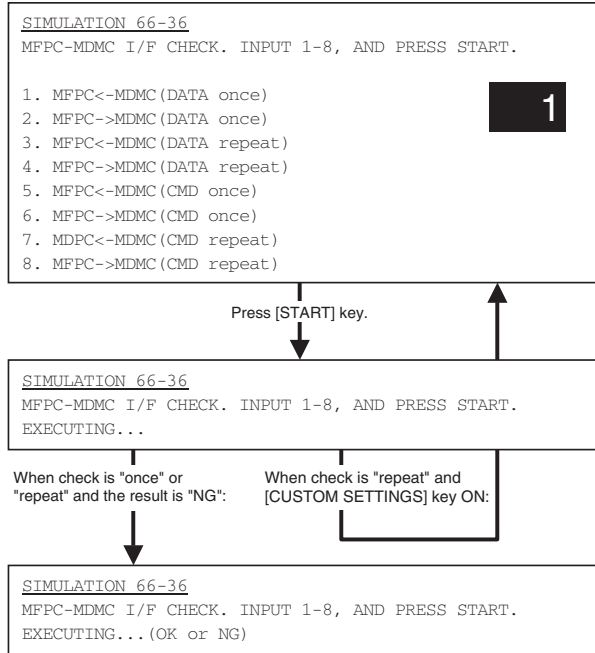 SIMULATION 66-36
MFPC-MDMC I/F CHECK. INPUT 1-8, AND PRESS START.
1. MFPC<-MDMC(DATA once)
1
2. MFPC->MDMC(DATA once)
3. MFPC<-MDMC(DATA repeat)
4. MFPC->MDMC(DATA repeat)
5. MFPC<-MDMC(CMD once)
6. MFPC->MDMC(CMD once)
7. MDPC<-MDMC(CMD repeat)
8. MFPC->MDMC(CMD repeat)
Press [START] key.
SIMULATION 66-36
MFPC-MDMC I/F CHECK. INPUT 1-8, AND PRESS START.
EXECUTING...
When check is "once" or
"repeat" and the result is "NG":
When check is "repeat" and
[CUSTOM SETTINGS] key ON:
SIMULATION 66-36
MFPC-MDMC I/F CHECK. INPUT 1-8, AND PRESS START.
EXECUTING...(OK or NG)